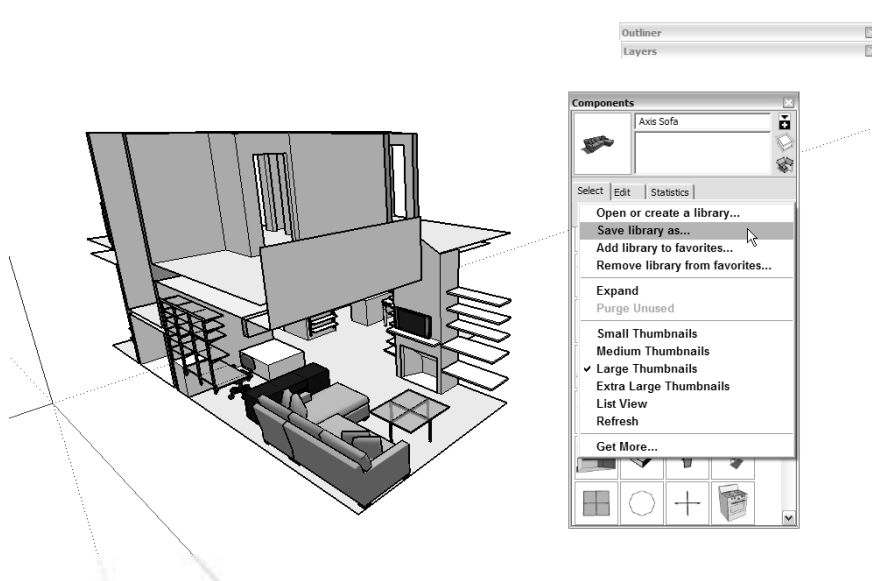 Outliner
Layers
Components
Axis Sofa
Select Edit Statistics
Open or create a library...
Save library as...
Add library to favorites...
Remove library from favorites...
Expand
Purge Unused
Small Thumbnails
Medium Thumbnails
Large Thumbnails
Extra Large Thumbnails
List View
Refresh
Get More...